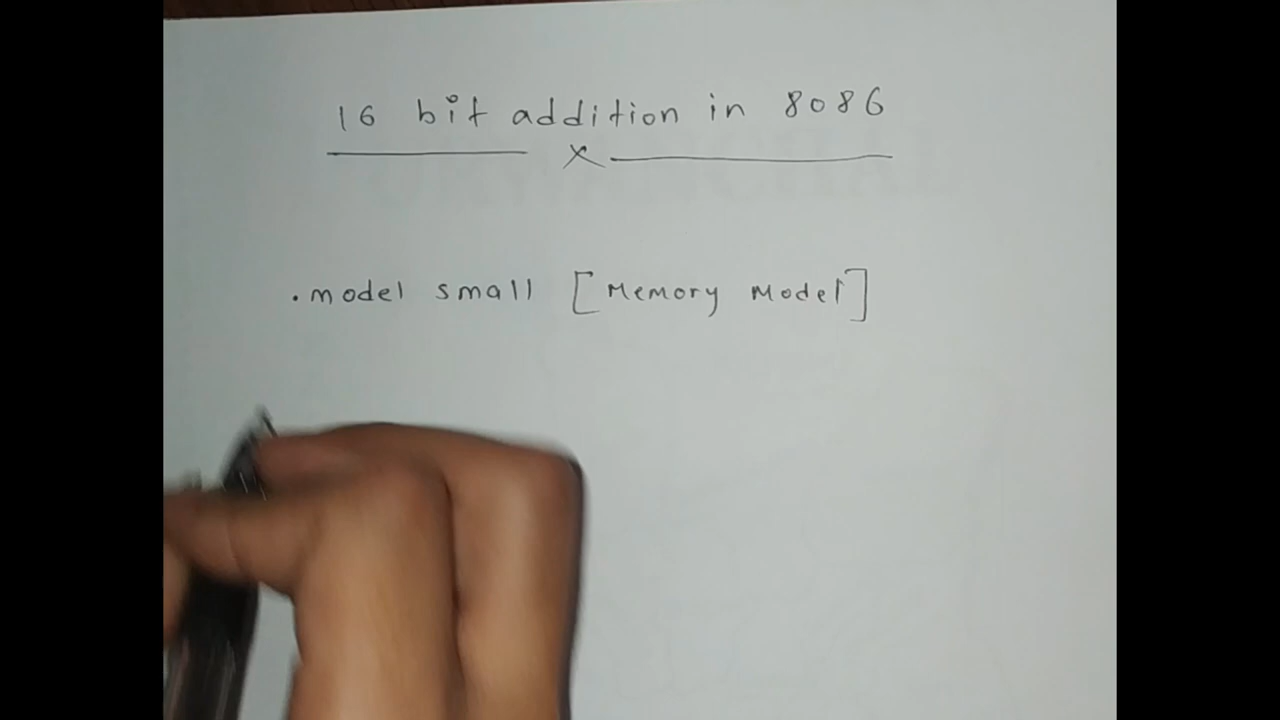 16 bit addition in 8086
x
.model small [Memory Model]